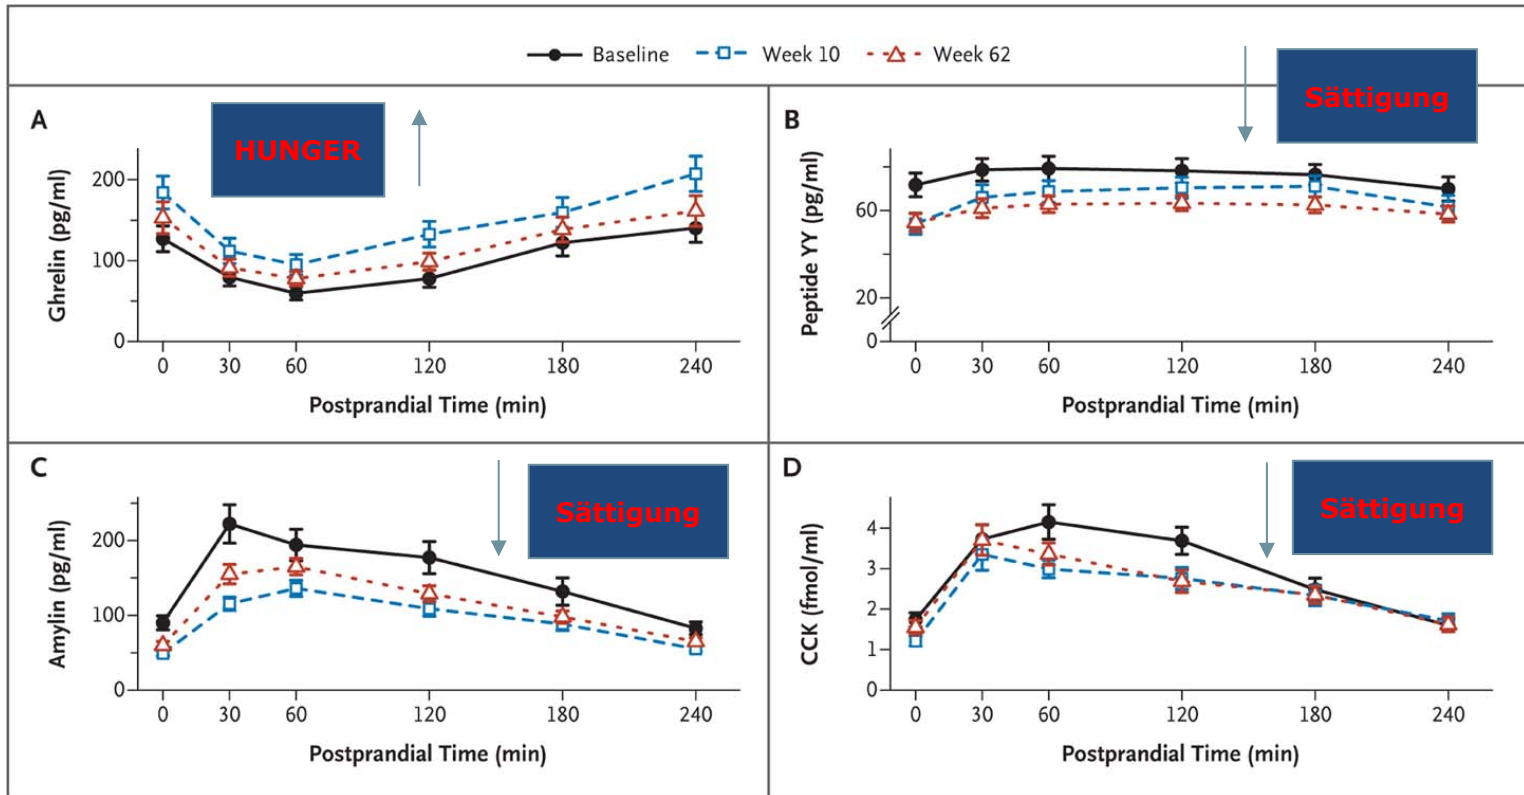 Baseline Week 10 Week 62
A
HUNGER
Ghrelin (pg/ml)
200
100
0
0 30 60 120 180 240
Postprandial Time (min)
B
Sättigung
Peptide YY (pg/ml)
60
20
0
0 30 60 120 180 240
Postprandial Time (min)
C
Sättigung
Amylin (pg/ml)
200
100
0
0 30 60 120 180 240
Postprandial Time (min)
D
Sättigung
CCK (fmol/ml)
4
3
2
1
0
0 30 60 120 180 240
Postprandial Time (min)